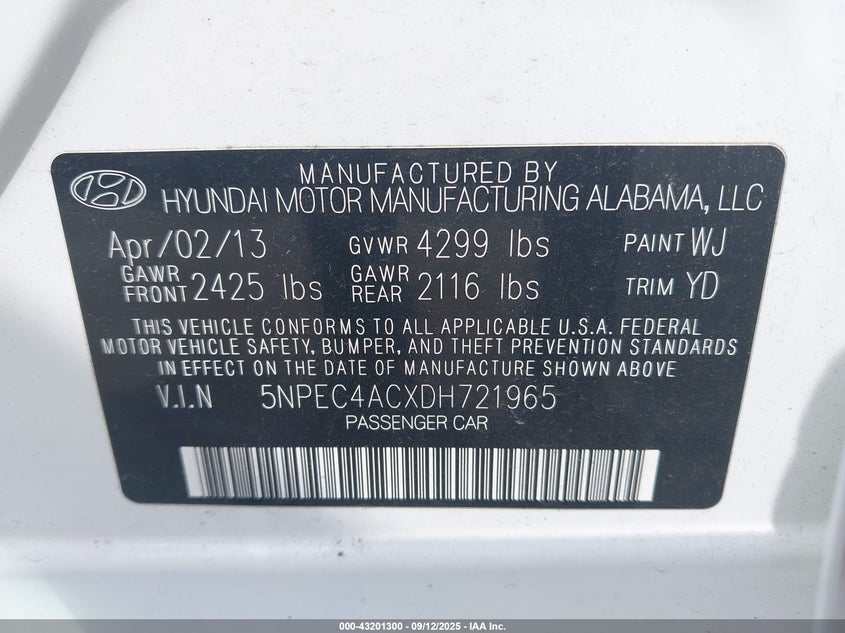 MANUFACTURED BY
HYUNDAI MOTOR MANUFACTURING ALABAMA, LLC
Apr/02/13 GVWR 4299 lbs PAINT WJ
GAWR FRONT 2425 lbs GAWR REAR 2116 lbs TRIM YD
THIS VEHICLE CONFORMS TO ALL APPLICABLE U.S.A. FEDERAL
MOTOR VEHICLE SAFETY, BUMPER, AND THEFT PREVENTION STANDARDS
IN EFFECT ON THE DATE OF MANUFACTURE SHOWN ABOVE
V.I.N 5NPEC4ACXDH721965
PASSENGER CAR
000-43201300 - 09/12/2025 - IAA Inc.